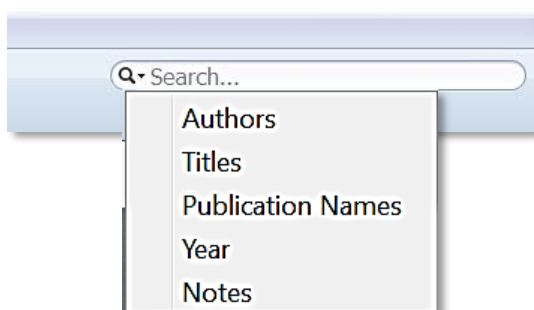 Search...
Authors
Titles
Publication Names
Year
Notes